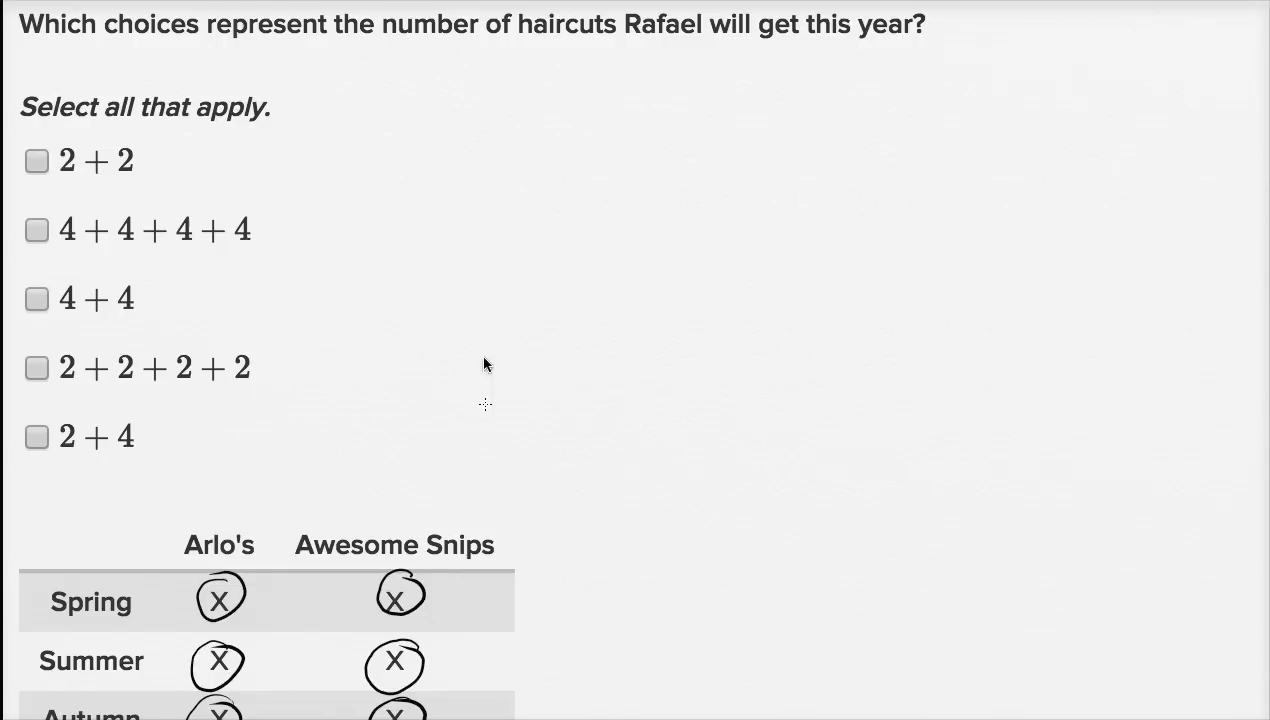 Which choices represent the number of haircuts Rafael will get this year?
Select all that apply.
2 + 2
4 + 4 + 4 + 4
4 + 4
2 + 2 + 2 + 2
2 + 4
Arlo's Awesome Snips
Spring X X
Summer X X
Autumn X X